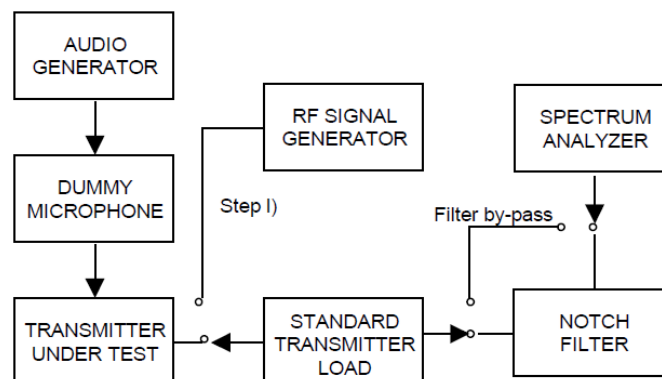 AUDIO
GENERATOR
RF SIGNAL
GENERATOR
SPECTRUM
ANALYZER
DUMMY
MICROPHONE
Step I)
Filter by-pass
TRANSMITTER
UNDER TEST
STANDARD
TRANSMITTER
LOAD
NOTCH
FILTER